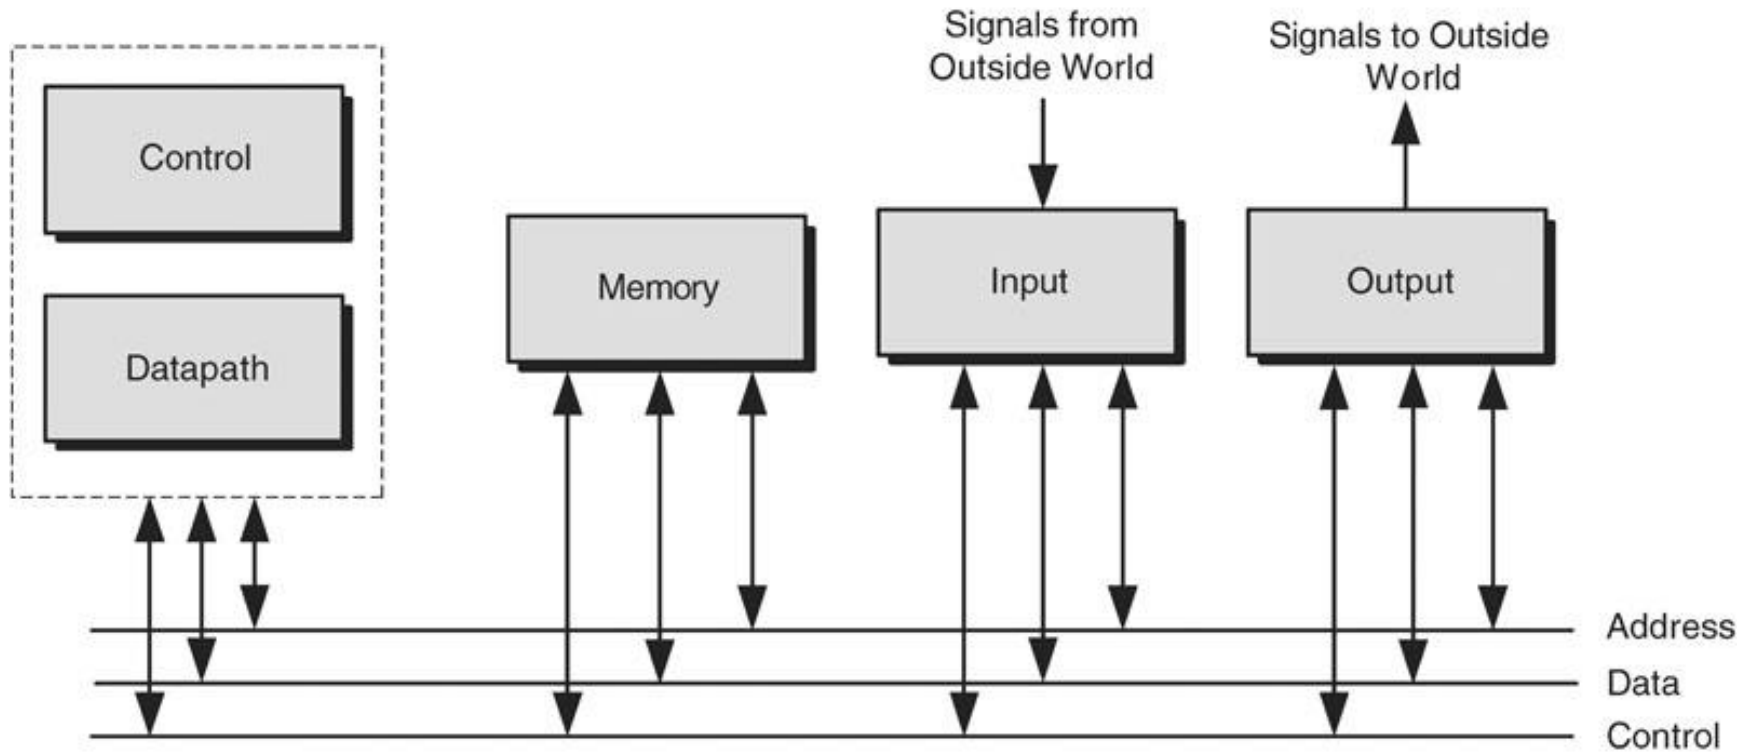 Signals from
Outside World
Signals to Outside
World
Control
Datapath
Memory
Input
Output
Address
Data
Control